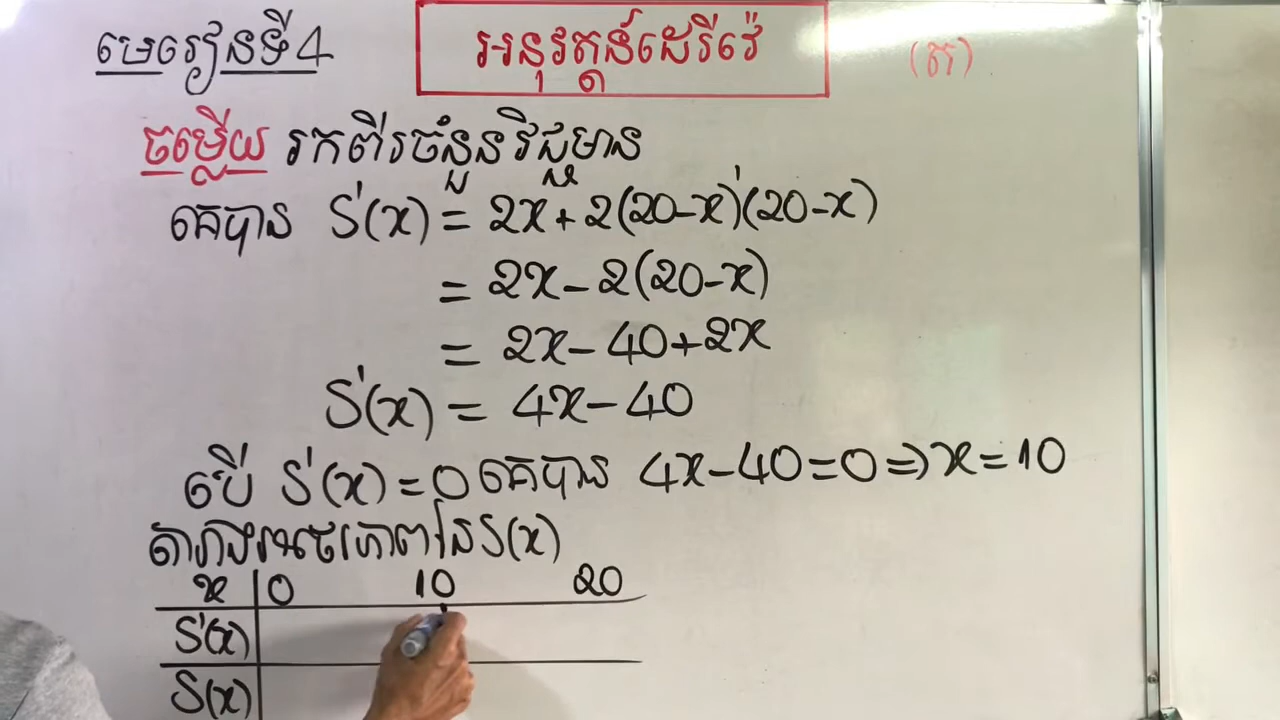 មេរៀនទី4 អនុវត្តន៍ដេរីវេ (ត)
ចម្លើយ រកពីរចំនួនវិជ្ជមាន
គេបាន S'(x) = 2x + 2(20-x)'(20-x)
= 2x - 2(20-x)
= 2x - 40 + 2x
S'(x) = 4x - 40
បើ S'(x) = 0 គេបាន 4x - 40 = 0 ⇒ x = 10
តារាងអថេរភាពនៃ S(x)
x 0 10 20
S'(x)
S(x)